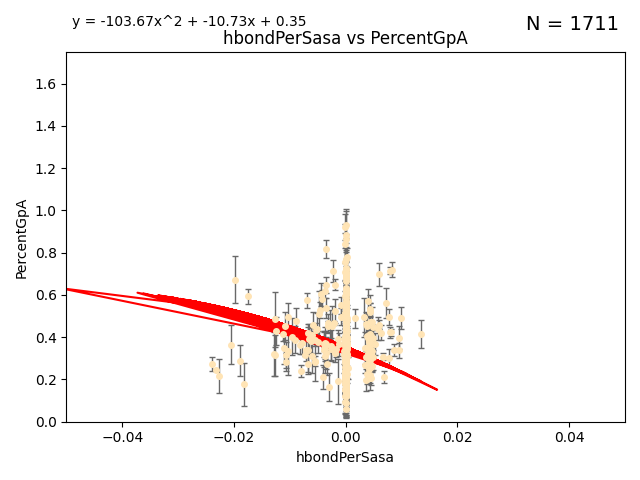 y = -103.67x^2 + -10.73x + 0.35
N = 1711
hbondPerSasa vs PercentGpA
PercentGpA
1.6
1.4
1.2
1.0
0.8
0.6
0.4
0.2
0.0
−0.04
−0.02
0.00
0.02
0.04
hbondPerSasa